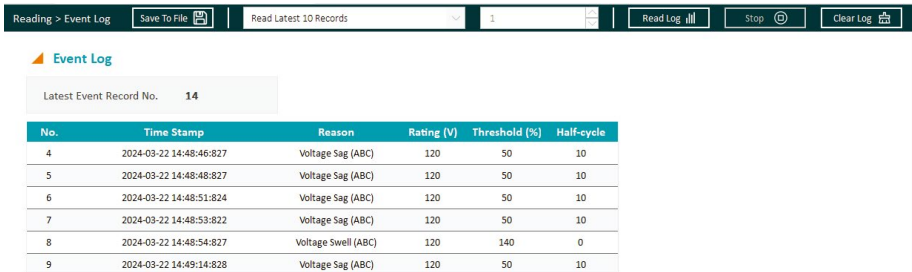 Reading > Event Log Save To File Read Latest 10 Records 1 Read Log Stop Clear Log
Event Log
Latest Event Record No. 14
No. Time Stamp Reason Rating (V) Threshold (%) Half-cycle
4 2024-03-22 14:48:46:827 Voltage Sag (ABC) 120 50 10
5 2024-03-22 14:48:48:827 Voltage Sag (ABC) 120 50 10
6 2024-03-22 14:48:51:824 Voltage Sag (ABC) 120 50 10
7 2024-03-22 14:48:53:822 Voltage Sag (ABC) 120 50 10
8 2024-03-22 14:48:54:827 Voltage Swell (ABC) 120 140 0
9 2024-03-22 14:49:14:828 Voltage Sag (ABC) 120 50 10